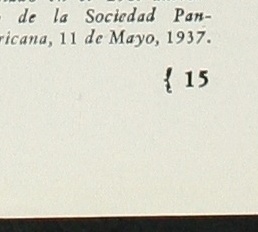 de la Sociedad Pan-
ricana, 11 de Mayo, 1937.
{ 15